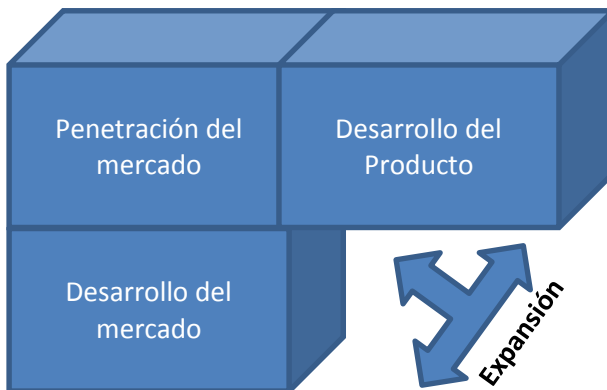 Penetración del
mercado
Desarrollo del
Producto
Desarrollo del
mercado
Expansión